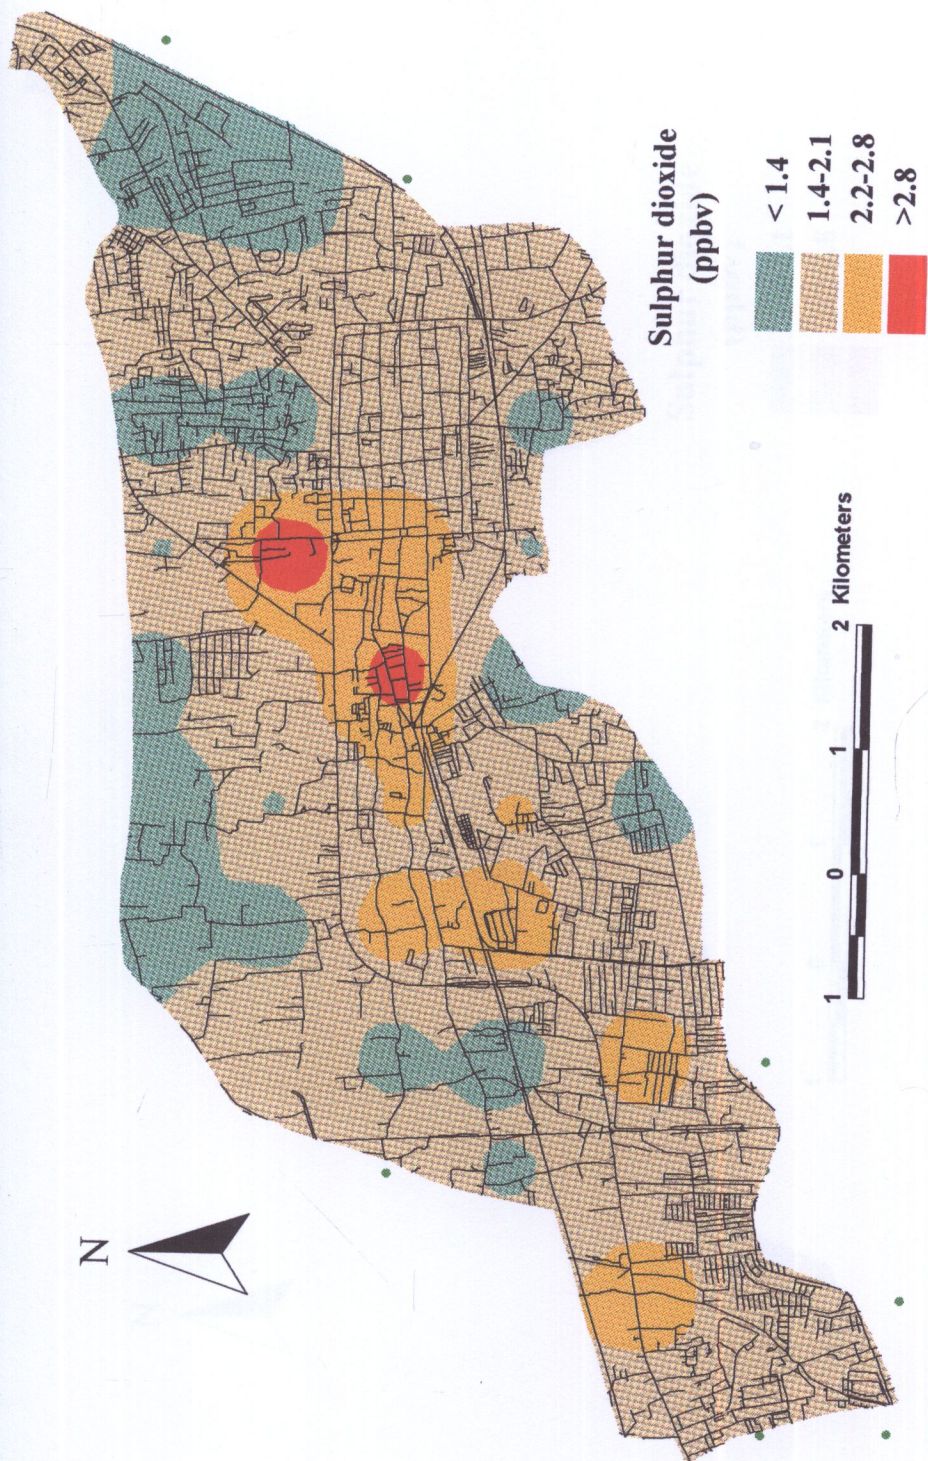 N
Sulphur dioxide
(ppbv)
< 1.4
1.4-2.1
2.2-2.8
>2.8
1 0 1 2 Kilometers